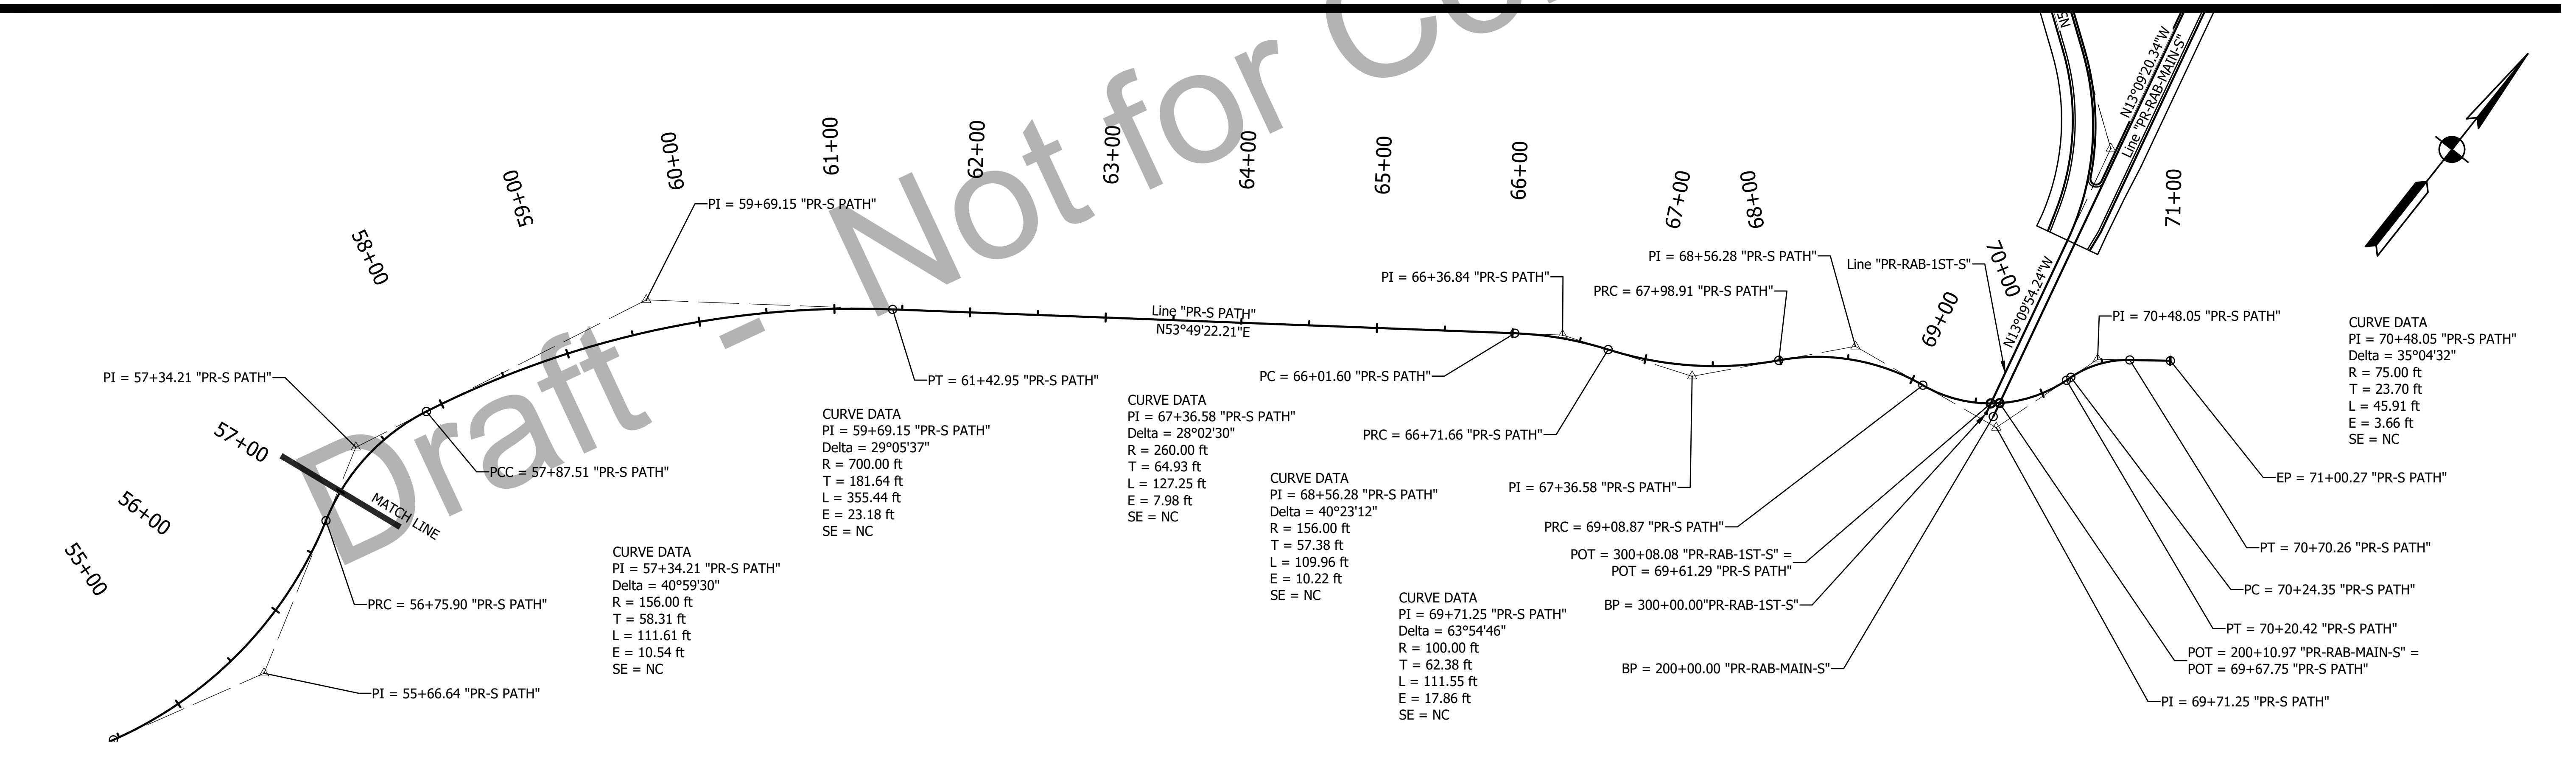 Draft - Not for
N13°09'20.34"W
Line "PR-RAB-MAIN-S"
55+00
56+00
57+00
58+00
59+00
60+00
61+00
62+00
63+00
64+00
65+00
66+00
67+00
68+00
69+00
70+00
71+00
MATCH LINE
PI = 59+69.15 "PR-S PATH"
PI = 57+34.21 "PR-S PATH"
PCC = 57+87.51 "PR-S PATH"
PRC = 56+75.90 "PR-S PATH"
PI = 55+66.64 "PR-S PATH"
PT = 61+42.95 "PR-S PATH"
Line "PR-S PATH"
N53°49'22.21"E
PI = 66+36.84 "PR-S PATH"
PC = 66+01.60 "PR-S PATH"
PRC = 66+71.66 "PR-S PATH"
PI = 67+36.58 "PR-S PATH"
PRC = 67+98.91 "PR-S PATH"
PI = 68+56.28 "PR-S PATH"
Line "PR-RAB-1ST-S"
N13°09'54.24"W
PRC = 69+08.87 "PR-S PATH"
POT = 300+08.08 "PR-RAB-1ST-S" =
POT = 69+61.29 "PR-S PATH"
BP = 300+00.00"PR-RAB-1ST-S"
BP = 200+00.00 "PR-RAB-MAIN-S"
PI = 70+48.05 "PR-S PATH"
EP = 71+00.27 "PR-S PATH"
PT = 70+70.26 "PR-S PATH"
PC = 70+24.35 "PR-S PATH"
PT = 70+20.42 "PR-S PATH"
POT = 200+10.97 "PR-RAB-MAIN-S" =
POT = 69+67.75 "PR-S PATH"
PI = 69+71.25 "PR-S PATH"
CURVE DATA
PI = 57+34.21 "PR-S PATH"
Delta = 40°59'30"
R = 156.00 ft
T = 58.31 ft
L = 111.61 ft
E = 10.54 ft
SE = NC
CURVE DATA
PI = 59+69.15 "PR-S PATH"
Delta = 29°05'37"
R = 700.00 ft
T = 181.64 ft
L = 355.44 ft
E = 23.18 ft
SE = NC
CURVE DATA
PI = 67+36.58 "PR-S PATH"
Delta = 28°02'30"
R = 260.00 ft
T = 64.93 ft
L = 127.25 ft
E = 7.98 ft
SE = NC
CURVE DATA
PI = 68+56.28 "PR-S PATH"
Delta = 40°23'12"
R = 156.00 ft
T = 57.38 ft
L = 109.96 ft
E = 10.22 ft
SE = NC
CURVE DATA
PI = 69+71.25 "PR-S PATH"
Delta = 63°54'46"
R = 100.00 ft
T = 62.38 ft
L = 111.55 ft
E = 17.86 ft
SE = NC
CURVE DATA
PI = 70+48.05 "PR-S PATH"
Delta = 35°04'32"
R = 75.00 ft
T = 23.70 ft
L = 45.91 ft
E = 3.66 ft
SE = NC